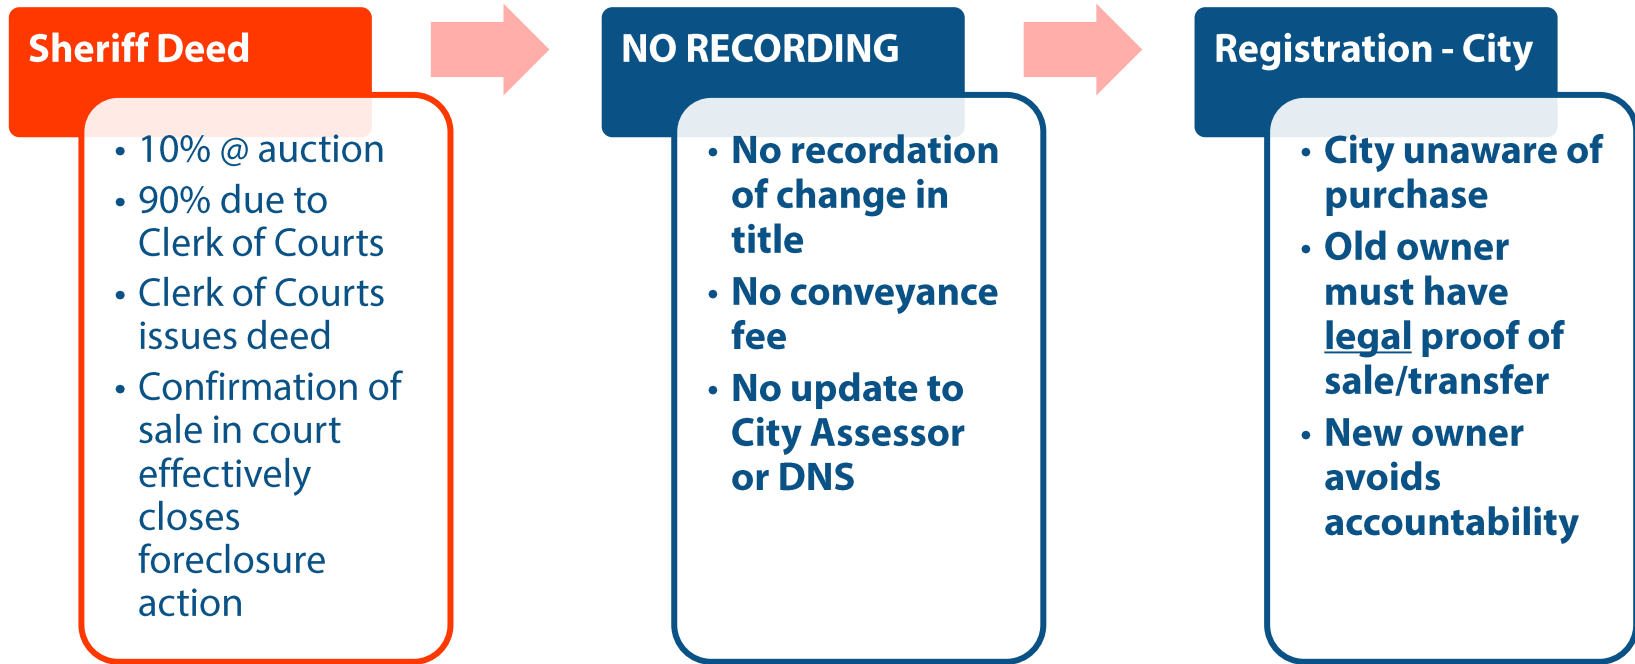 Sheriff Deed
• 10% @ auction
• 90% due to
Clerk of Courts
• Clerk of Courts
issues deed
• Confirmation of
sale in court
effectively
closes
foreclosure
action
NO RECORDING
• No recordation
of change in
title
• No conveyance
fee
• No update to
City Assessor
or DNS
Registration - City
• City unaware of
purchase
• Old owner
must have
legal proof of
sale/transfer
• New owner
avoids
accountability